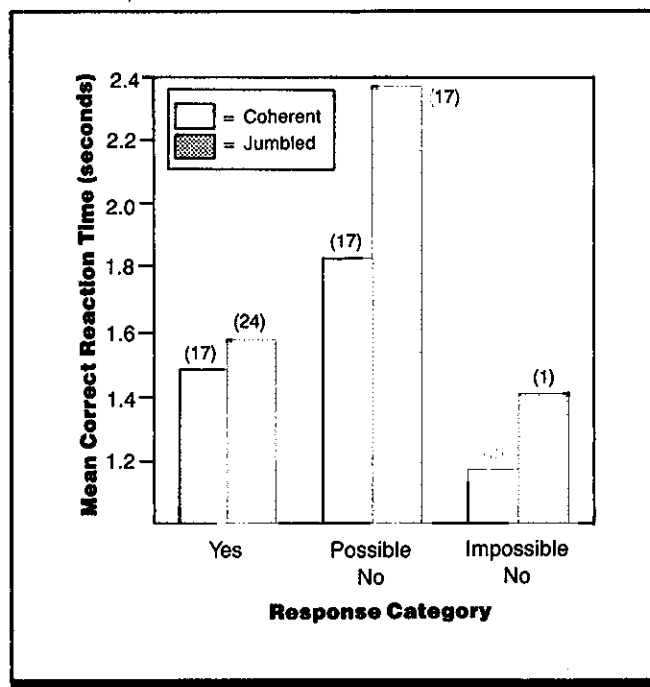 Mean Correct Reaction Time (seconds)
2.4
2.2
2.0
1.8
1.6
1.4
1.2
= Coherent
= Jumbled
(17)
(24)
(17)
(17)
(1)
Yes
Possible
No
Impossible
No
Response Category